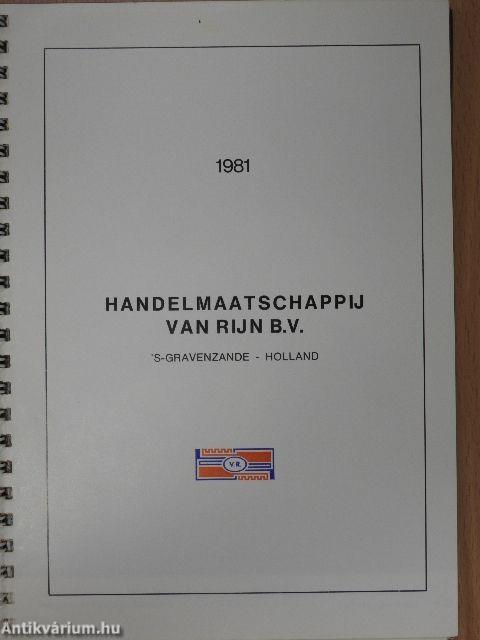 1981
HANDELMAATSCHAPPIJ
VAN RIJN B.V.
'S-GRAVENZANDE - HOLLAND
V.R.
Antikvárium.hu